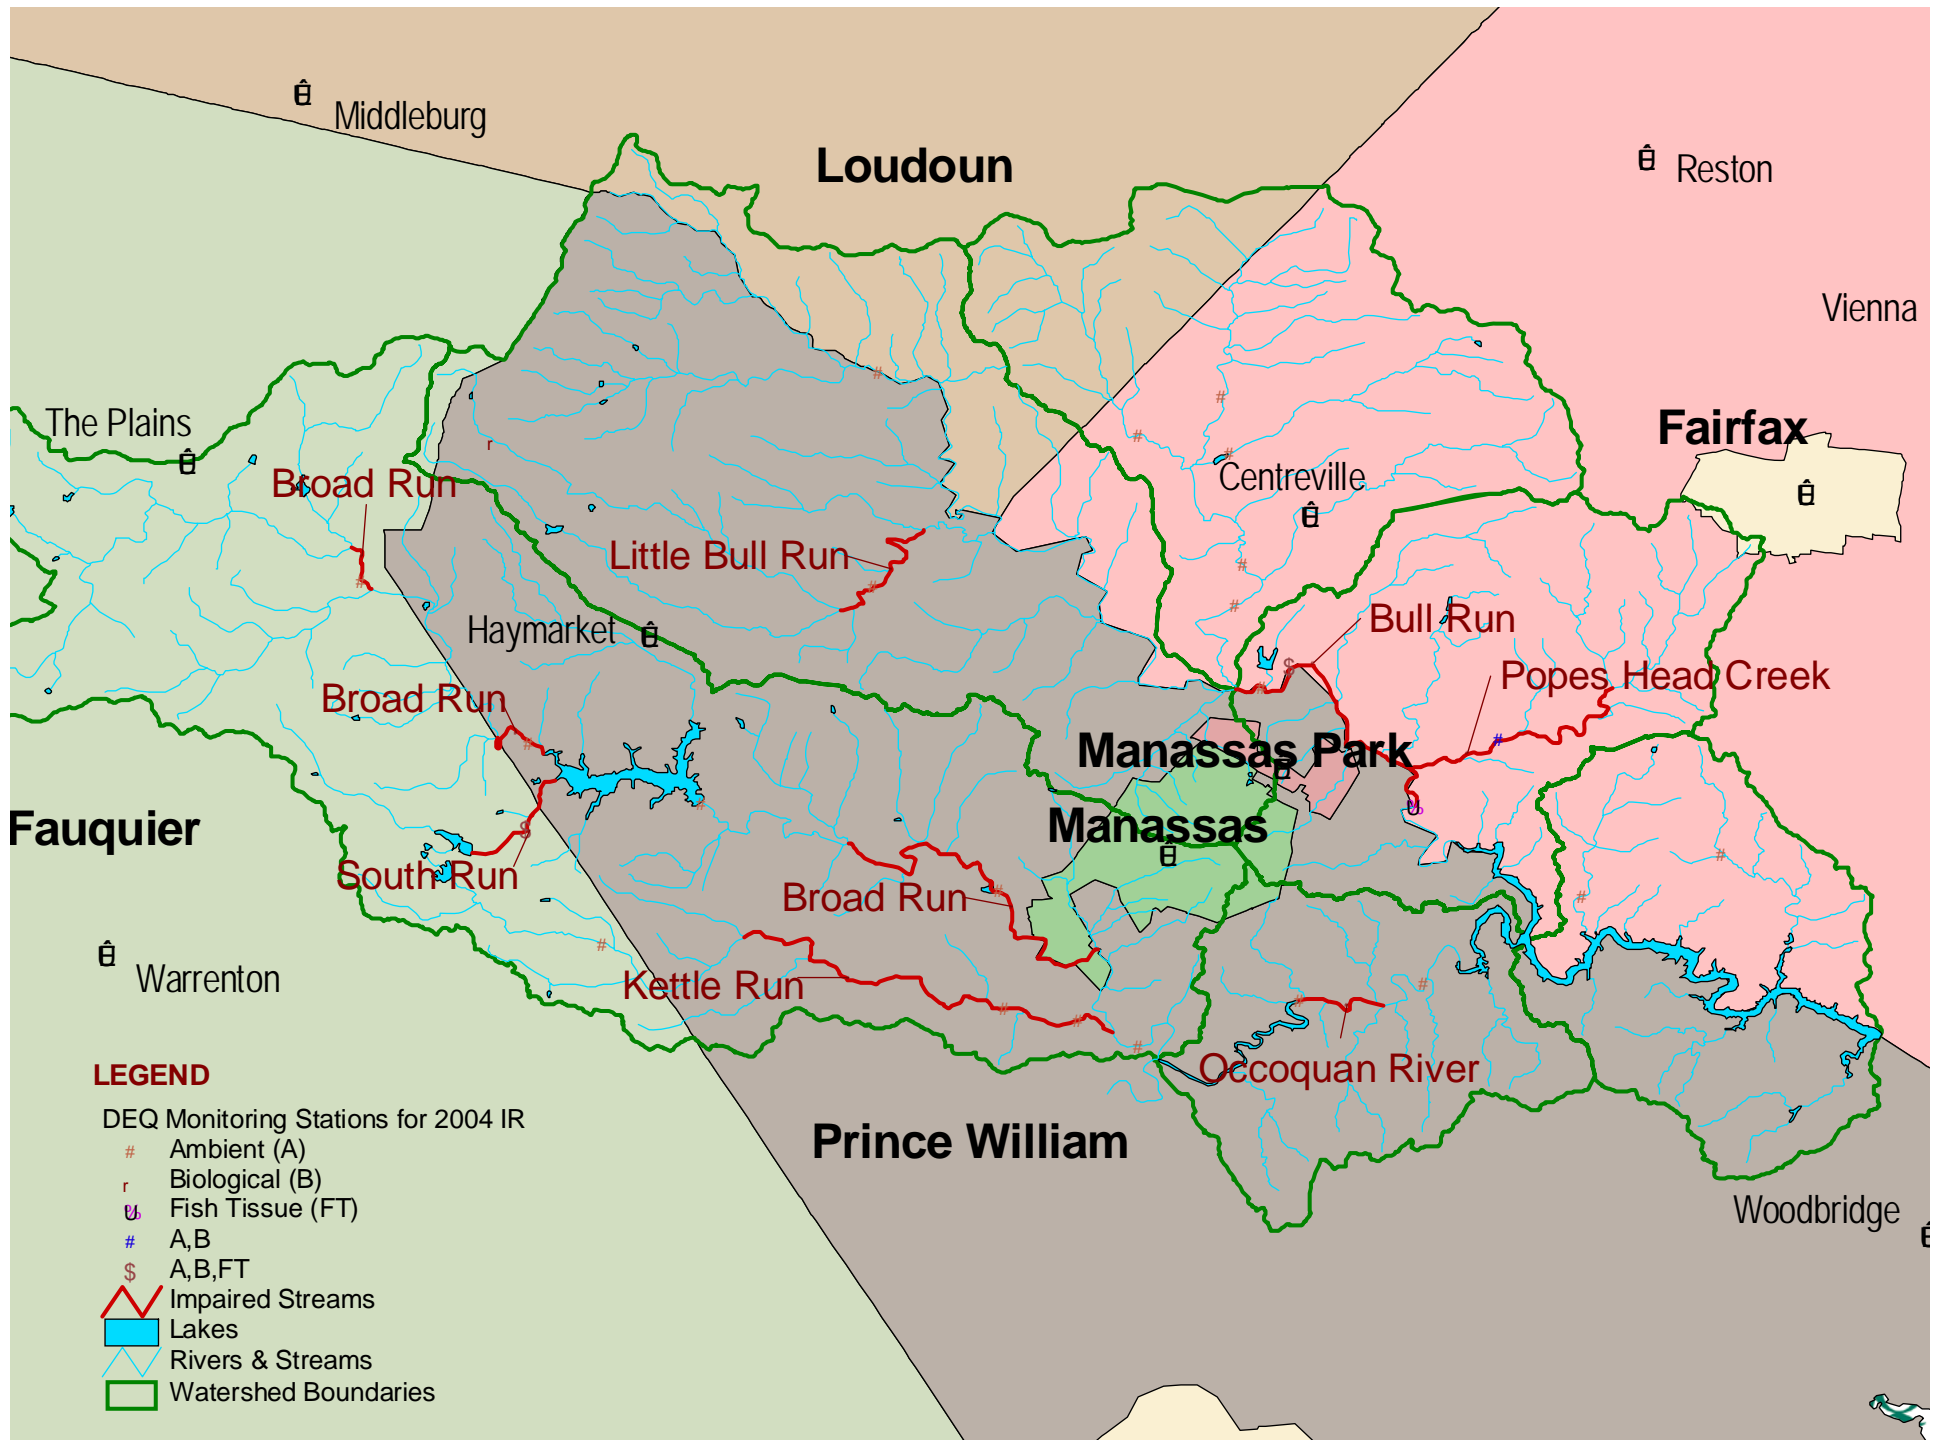 Middleburg
Loudoun
Reston
Vienna
The Plains
Fairfax
Broad Run
Centreville
Little Bull Run
Haymarket
Bull Run
Popes Head Creek
Broad Run
Manassas Park
Fauquier
Manassas
South Run
Broad Run
Warrenton
Kettle Run
Occoquan River
Prince William
Woodbridge
LEGEND
DEQ Monitoring Stations for 2004 IR
# Ambient (A)
r Biological (B)
% Fish Tissue (FT)
# A,B
$ A,B,FT
Impaired Streams
Lakes
Rivers & Streams
Watershed Boundaries